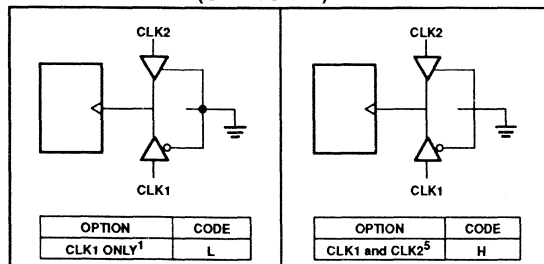 CLK2
CLK1
OPTION CODE
CLK1 ONLY1 L
CLK2
CLK1
OPTION CODE
CLK1 and CLK25 H